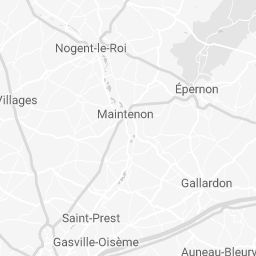 Nogent-le-Roi
Épernon
Villages
Maintenon
Gallardon
Saint-Prest
Gasville-Oisème
Auneau-Bleury